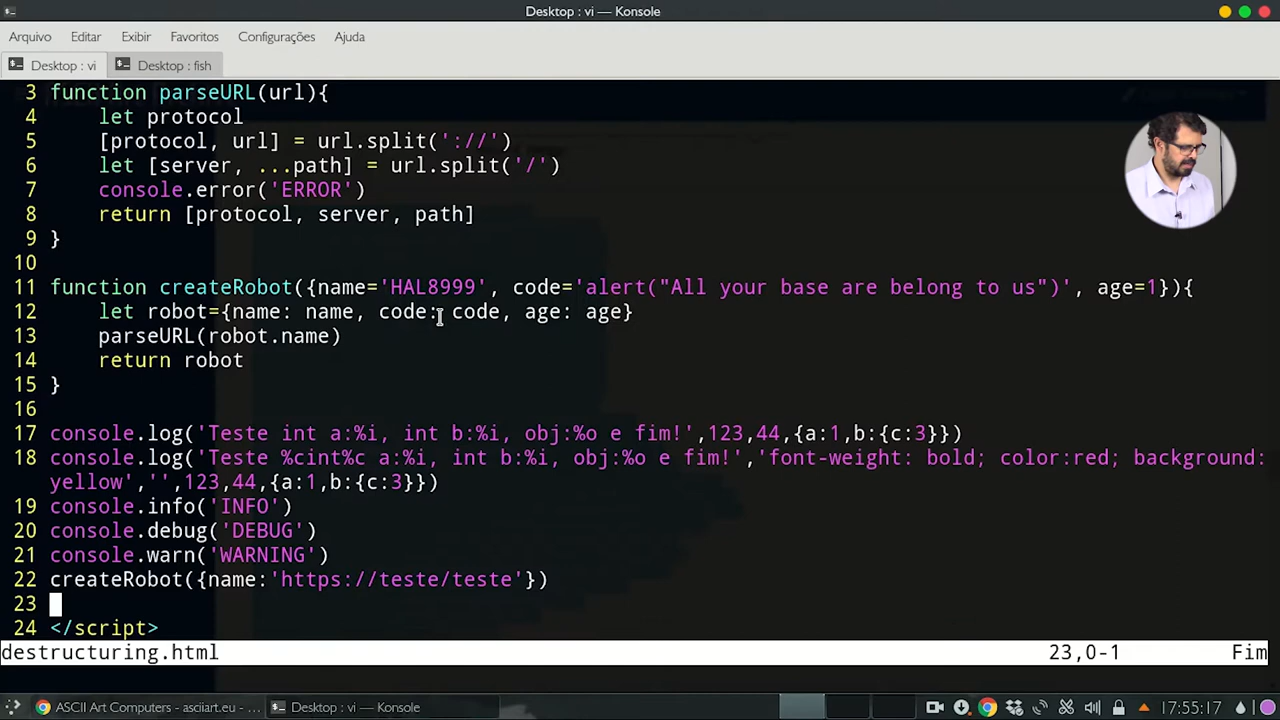 Desktop : vi — Konsole
Arquivo Editar Exibir Favoritos Configurações Ajuda
Desktop : vi Desktop : fish
3 function parseURL(url){
4     let protocol
5     [protocol, url] = url.split('://')
6     let [server, ...path] = url.split('/')
7     console.error('ERROR')
8     return [protocol, server, path]
9 }
10
11 function createRobot({name='HAL8999', code='alert("All your base are belong to us")', age=1}){
12     let robot={name: name, code: code, age: age}
13     parseURL(robot.name)
14     return robot
15 }
16
17 console.log('Teste int a:%i, int b:%i, obj:%o e fim!',123,44,{a:1,b:{c:3}})
18 console.log('Teste %cint%c a:%i, int b:%i, obj:%o e fim!','font-weight: bold; color:red; background:
yellow','',123,44,{a:1,b:{c:3}})
19 console.info('INFO')
20 console.debug('DEBUG')
21 console.warn('WARNING')
22 createRobot({name:'https://teste/teste'})
23
24 </script>
destructuring.html 23,0-1 Fim
ASCII Art Computers - asciiart.eu - ... Desktop : vi — Konsole 17:55:17